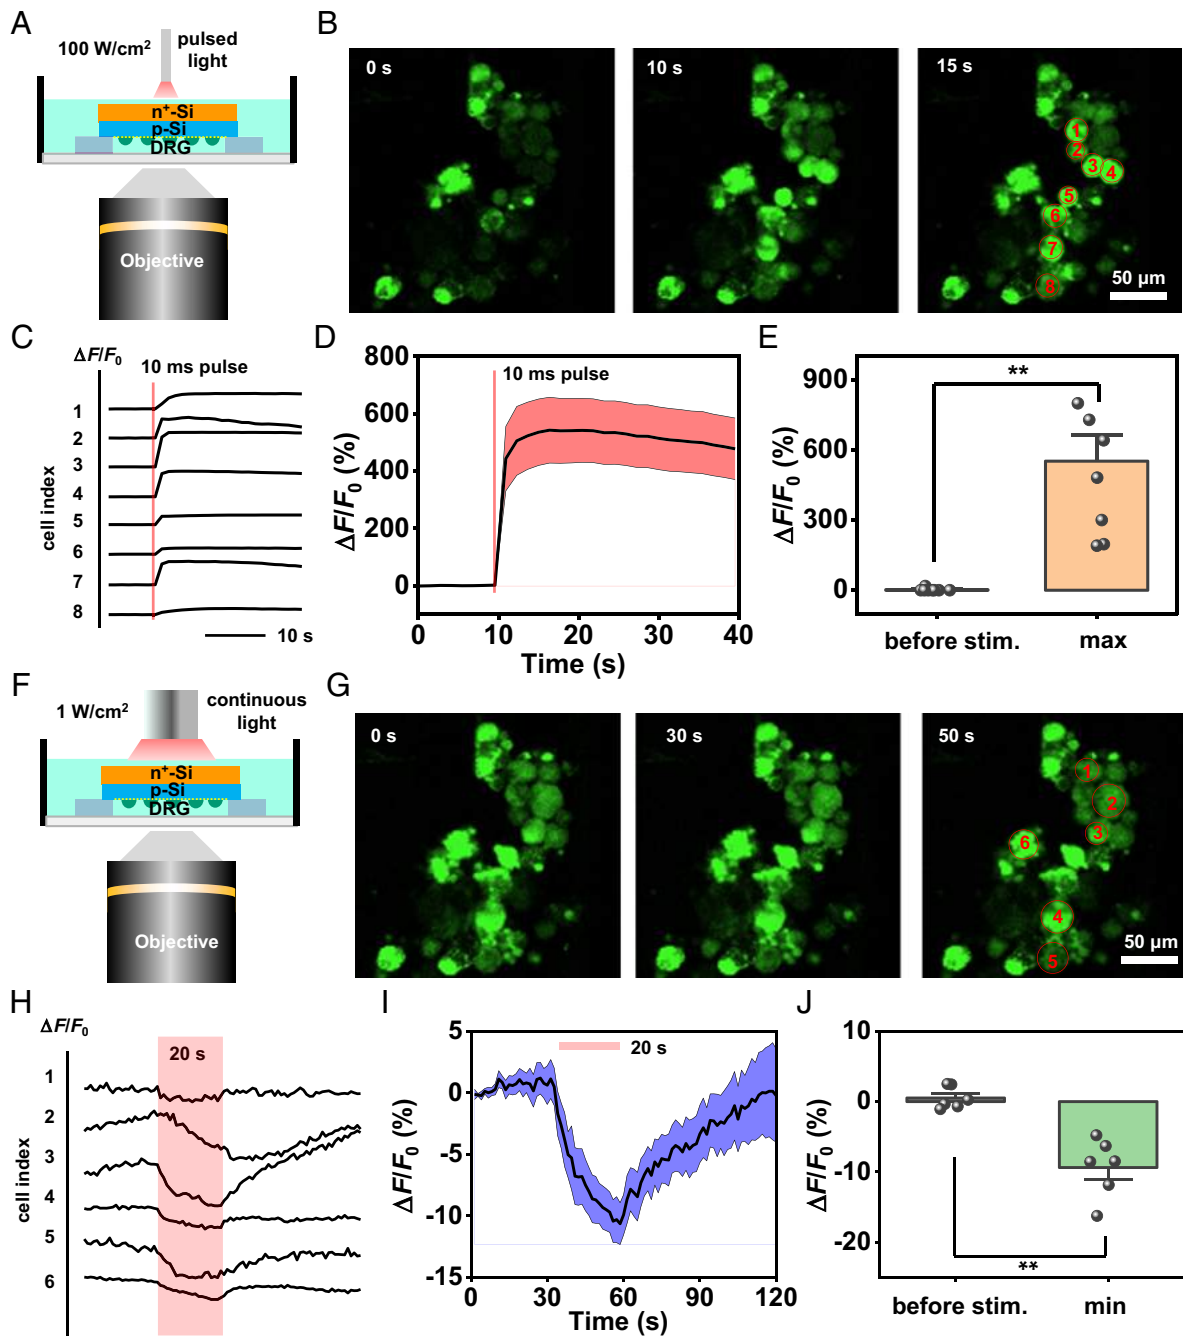 A
100 W/cm²
pulsed
light
n⁺-Si
p-Si
DRG
Objective
B
0 s
10 s
15 s
1
2
3
4
5
6
7
8
50 µm
C
ΔF/F₀
10 ms pulse
cell index
1
2
3
4
5
6
7
8
10 s
D
ΔF/F₀ (%)
800
600
400
200
0
10 ms pulse
0 10 20 30 40
Time (s)
E
ΔF/F₀ (%)
900
600
300
0
**
before stim. max
F
1 W/cm²
continuous
light
n⁺-Si
p-Si
DRG
Objective
G
0 s
30 s
50 s
1
2
3
6
4
5
50 µm
H
ΔF/F₀
20 s
cell index
1
2
3
4
5
6
I
ΔF/F₀ (%)
5
0
-5
-10
-15
20 s
0 30 60 90 120
Time (s)
J
ΔF/F₀ (%)
10
0
-10
-20
**
before stim. min